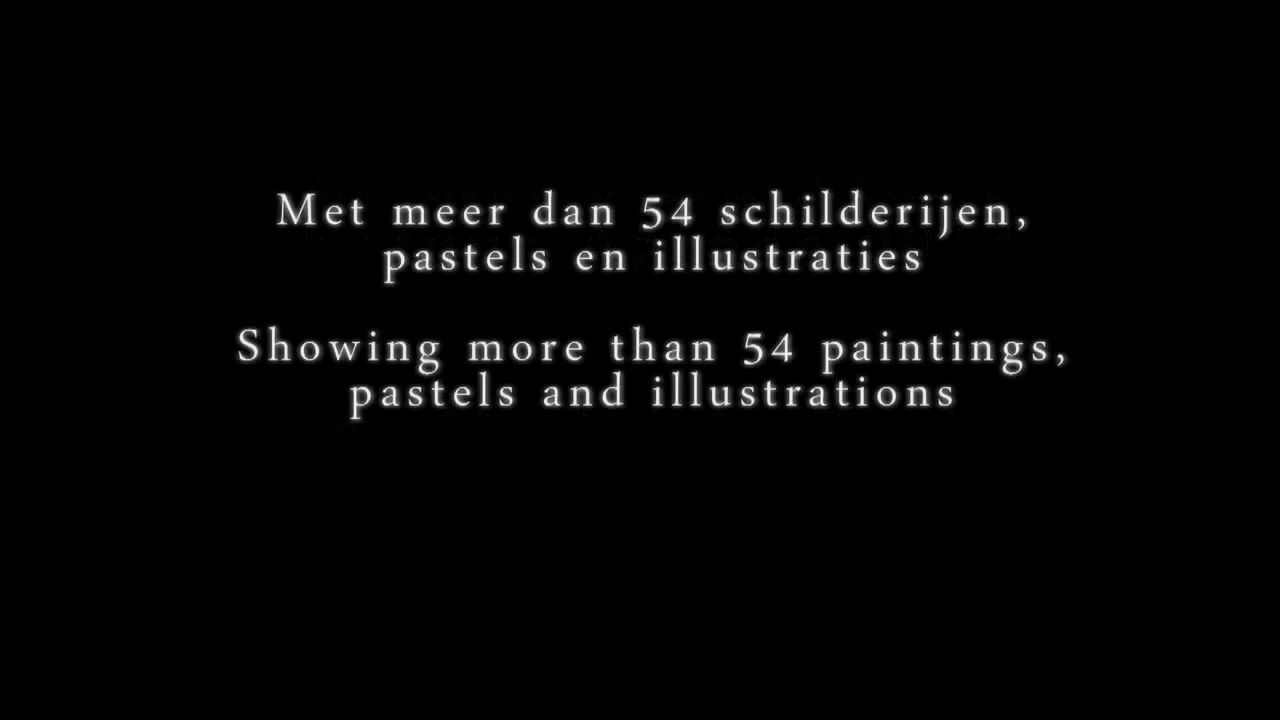 Met meer dan 54 schilderijen,
pastels en illustraties
Showing more than 54 paintings,
pastels and illustrations